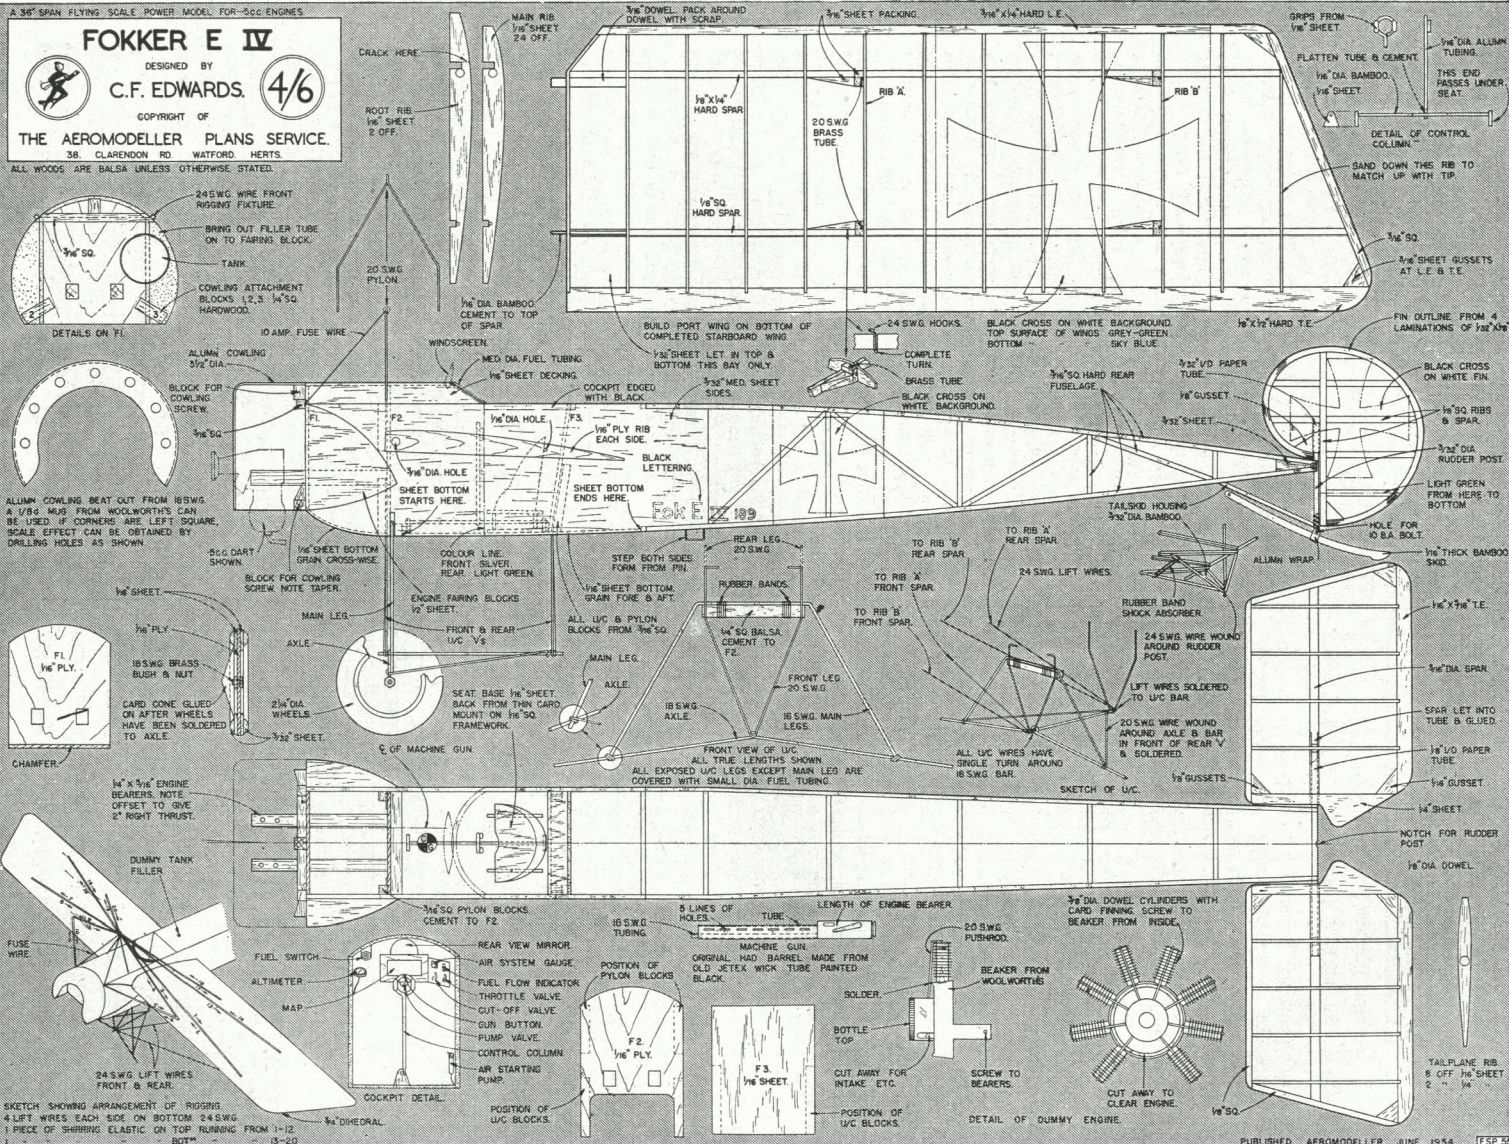 A 36" SPAN FLYING SCALE POWER MODEL FOR ·5cc ENGINES
FOKKER E IV
DESIGNED BY
C.F. EDWARDS.
4/6
COPYRIGHT OF
THE AEROMODELLER PLANS SERVICE.
38. CLARENDON RD. WATFORD. HERTS.
ALL WOODS ARE BALSA UNLESS OTHERWISE STATED.
MAIN RIB
1/16" SHEET
24 OFF.
CRACK HERE.
ROOT RIB
1/16" SHEET.
2 OFF.
3/16" DOWEL. PACK AROUND
DOWEL WITH SCRAP.
3/16" SHEET PACKING.
3/16" X 1/4" HARD L.E.
1/8" X 1/4"
HARD SPAR
20 S.W.G
BRASS
TUBE.
RIB 'A'.
RIB 'B'
1/8" SQ.
HARD SPAR.
GRIPS FROM
1/16" SHEET.
FLATTEN TUBE & CEMENT.
1/16" DIA. ALUMN
TUBING.
1/16" DIA. BAMBOO.
1/16" SHEET.
THIS END
PASSES UNDER
SEAT.
DETAIL OF CONTROL
COLUMN."
SAND DOWN THIS RIB TO
MATCH UP WITH TIP.
3/16" SQ.
3/16" SHEET GUSSETS
AT L.E. & T.E.
1/8" X 1/2" HARD T.E.
24 S.W.G. WIRE FRONT
RIGGING FIXTURE.
BRING OUT FILLER TUBE
ON TO FAIRING BLOCK.
3/16" SQ.
TANK.
COWLING ATTACHMENT
BLOCKS 1,2,3. 1/4" SQ.
HARDWOOD.
2
3
DETAILS ON 'F1.
20 S.W.G.
PYLON.
10 AMP. FUSE WIRE.
1/16" DIA. BAMBOO.
CEMENT TO TOP
OF SPAR.
WINDSCREEN.
BUILD PORT WING ON BOTTOM OF
COMPLETED STARBOARD WING
1/32" SHEET LET IN TOP &
BOTTOM THIS BAY ONLY
24 S.W.G. HOOKS.
COMPLETE
TURN.
BRASS TUBE
BLACK CROSS ON WHITE BACKGROUND.
TOP SURFACE OF WINGS GREY-GREEN.
BOTTOM " " SKY BLUE.
FIN OUTLINE FROM 4
LAMINATIONS OF 1/32" X 1/8"
ALUMN COWLING
3 1/2" DIA.
BLOCK FOR
COWLING
SCREW.
3/16" SQ.
MED. DIA. FUEL TUBING.
1/16" SHEET DECKING.
COCKPIT EDGED
WITH BLACK.
3/32" MED. SHEET
SIDES.
BLACK CROSS ON
WHITE BACKGROUND.
3/16" SQ HARD REAR
FUSELAGE.
3/32" I/D PAPER
TUBE.
1/8" GUSSET.
3/32" SHEET.
BLACK CROSS
ON WHITE FIN.
1/8" SQ. RIBS
& SPAR.
3/32" DIA
RUDDER POST.
LIGHT GREEN
FROM HERE TO
BOTTOM
HOLE FOR
10 B.A. BOLT.
F1.
F2.
F3.
1/16" DIA HOLE.
1/16" PLY RIB
EACH SIDE.
3/16" DIA. HOLE
SHEET BOTTOM
STARTS HERE.
SHEET BOTTOM
ENDS HERE.
BLACK
LETTERING.
FoK E IV 189
ALUMN COWLING BEAT OUT FROM 18 S.W.G.
A 1/8d MUG FROM WOOLWORTH'S CAN
BE USED. IF CORNERS ARE LEFT SQUARE,
SCALE EFFECT CAN BE OBTAINED BY
DRILLING HOLES AS SHOWN
·5cc DART
SHOWN.
1/16" SHEET BOTTOM
GRAIN CROSS-WISE.
COLOUR LINE.
FRONT. SILVER.
REAR. LIGHT GREEN.
STEP BOTH SIDES
FORM FROM PIN.
BLOCK FOR COWLING
SCREW. NOTE TAPER.
1/16" SHEET BOTTOM
GRAIN FORE & AFT.
TAILSKID HOUSING
3/32" DIA. BAMBOO
ALUMN WRAP.
1/16" THICK BAMBOO
SKID.
MAIN LEG
ENGINE FAIRING BLOCKS
1/2" SHEET.
FRONT & REAR
U/C 'V's
ALL U/C & PYLON
BLOCKS FROM 3/16" SQ.
REAR LEG
20 S.W.G.
RUBBER BANDS.
1/4" SQ. BALSA.
CEMENT TO
F2.
TO RIB 'B'
REAR SPAR
TO RIB 'A'
REAR SPAR.
24 S.W.G. LIFT WIRES.
TO RIB 'A'
FRONT SPAR.
TO RIB 'B'
FRONT SPAR.
RUBBER BAND
SHOCK ABSORBER.
24 S.W.G. WIRE WOUND
AROUND RUDDER
POST.
1/16" X 3/16" T.E.
1/16" SHEET.
F1.
1/16" PLY.
CHAMFER.
1/16" PLY.
18 S.W.G. BRASS
BUSH & NUT.
CARD CONE GLUED
ON AFTER WHEELS
HAVE BEEN SOLDERED
TO AXLE.
3/32" SHEET.
AXLE
2 1/4" DIA.
WHEELS
SEAT. BASE 1/16" SHEET.
BACK FROM THIN CARD
MOUNT ON 1/16" SQ.
FRAMEWORK.
℄ OF MACHINE GUN.
MAIN LEG.
AXLE.
18 S.W.G.
AXLE.
FRONT LEG
20 S.W.G
16 S.W.G. MAIN
LEGS.
FRONT VIEW OF U/C
ALL TRUE LENGTHS SHOWN
ALL EXPOSED U/C LEGS EXCEPT MAIN LEG ARE
COVERED WITH SMALL DIA. FUEL TUBING.
LIFT WIRES SOLDERED
TO U/C BAR.
20 S.W.G. WIRE WOUND
AROUND AXLE & BAR
IN FRONT OF REAR 'V'
& SOLDERED.
ALL U/C WIRES HAVE
SINGLE TURN AROUND
18 S.W.G. BAR.
SKETCH OF U/C.
3/16" DIA. SPAR.
SPAR LET INTO
TUBE & GLUED.
1/8" I/D PAPER
TUBE.
1/16" GUSSET.
1/8" GUSSETS
1/4" SHEET.
NOTCH FOR RUDDER
POST
1/8" DIA. DOWEL.
1/4" X 3/16" ENGINE
BEARERS. NOTE
OFFSET TO GIVE
2° RIGHT THRUST.
DUMMY TANK
FILLER
FUSE
WIRE.
3/16" SQ PYLON BLOCKS.
CEMENT TO F2
24 S.W.G. LIFT WIRES
FRONT & REAR.
SKETCH SHOWING ARRANGEMENT OF RIGGING.
4 LIFT WIRES EACH SIDE ON BOTTOM 24 S.W.G.
1 PIECE OF SHIRRING ELASTIC ON TOP RUNNING FROM 1-12
" " " " BOTM " " 13-20
3/4" DIHEDRAL.
FUEL SWITCH
ALTIMETER
MAP
REAR VIEW MIRROR.
AIR SYSTEM GAUGE.
FUEL FLOW INDICATOR
THROTTLE VALVE.
CUT-OFF VALVE.
GUN BUTTON.
PUMP VALVE.
CONTROL COLUMN.
AIR STARTING
PUMP.
COCKPIT DETAIL.
5 LINES OF
HOLES.
TUBE
LENGTH OF ENGINE BEARER.
16 S.W.G.
TUBING.
MACHINE GUN.
ORIGINAL HAD BARREL MADE FROM
OLD JETEX WICK TUBE PAINTED
BLACK.
POSITION OF
PYLON BLOCKS
F2.
1/16" PLY.
POSITION OF
U/C BLOCKS.
F3.
1/16" SHEET.
POSITION OF
U/C BLOCKS.
20 S.W.G.
PUSHROD.
SOLDER.
BEAKER FROM
WOOLWORTHS
BOTTLE
TOP
CUT AWAY FOR
INTAKE ETC.
SCREW TO
BEARERS.
3/8" DIA. DOWEL CYLINDERS WITH
CARD FINNING. SCREW TO
BEAKER FROM INSIDE.
CUT AWAY TO
CLEAR ENGINE.
DETAIL OF DUMMY ENGINE.
1/8" SQ.
TAILPLANE RIB
8 OFF 1/16" SHEET
2 " 1/4" "
PUBLISHED AEROMODELLER JUNE 1954